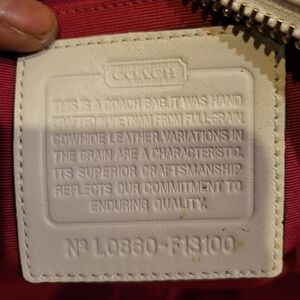 COACH
THIS IS A COACH BAG. IT WAS HAND
CRAFTED IN VIETNAM FROM FULL-GRAIN
COWHIDE LEATHER. VARIATIONS IN
THE GRAIN ARE A CHARACTERISTIC.
ITS SUPERIOR CRAFTSMANSHIP
REFLECTS OUR COMMITMENT TO
ENDURING QUALITY.
Nº L0860-F13100